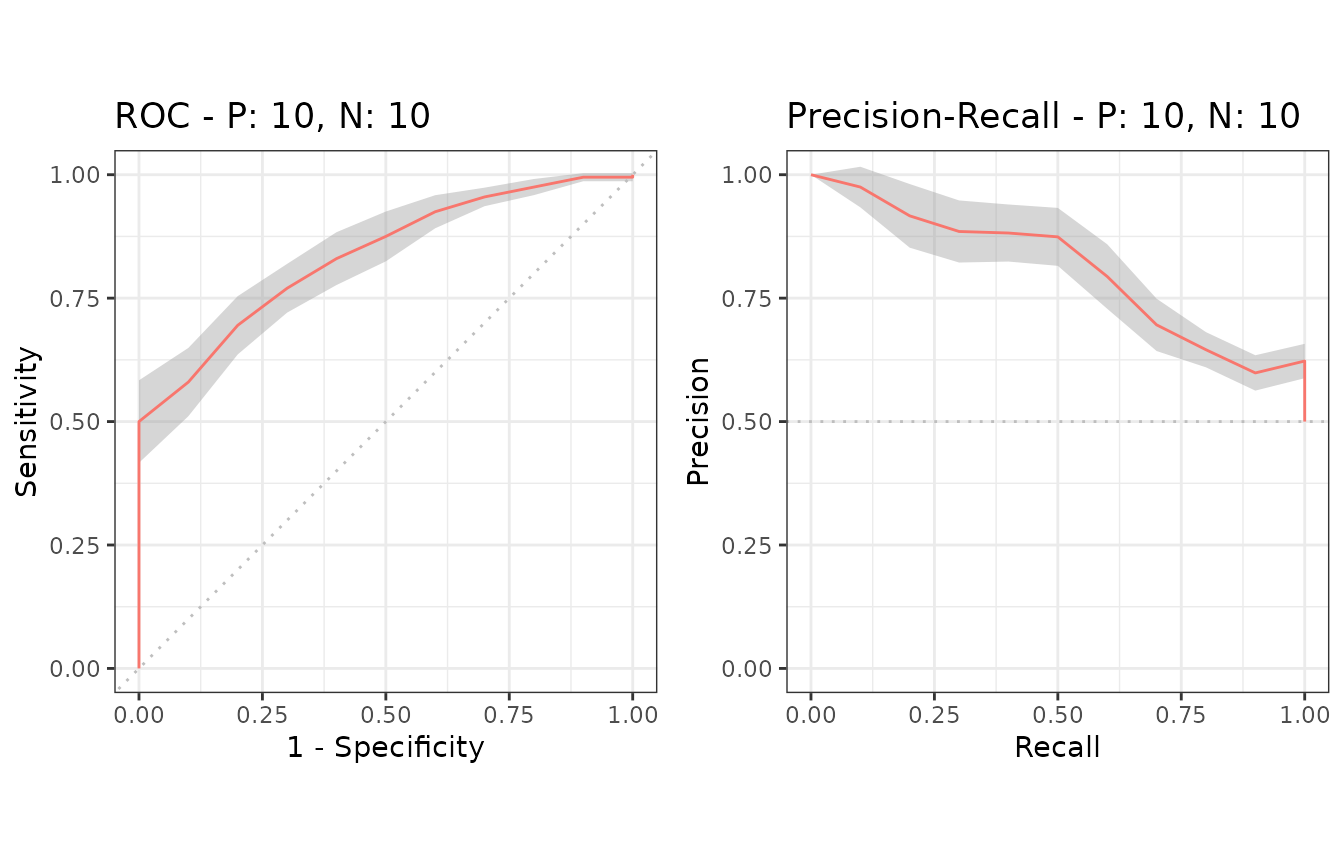 ROC - P: 10, N: 10
Precision-Recall - P: 10, N: 10
Sensitivity
1.00
0.75
0.50
0.25
0.00
0.00 0.25 0.50 0.75 1.00
1 - Specificity
Precision
1.00
0.75
0.50
0.25
0.00
0.00 0.25 0.50 0.75 1.00
Recall